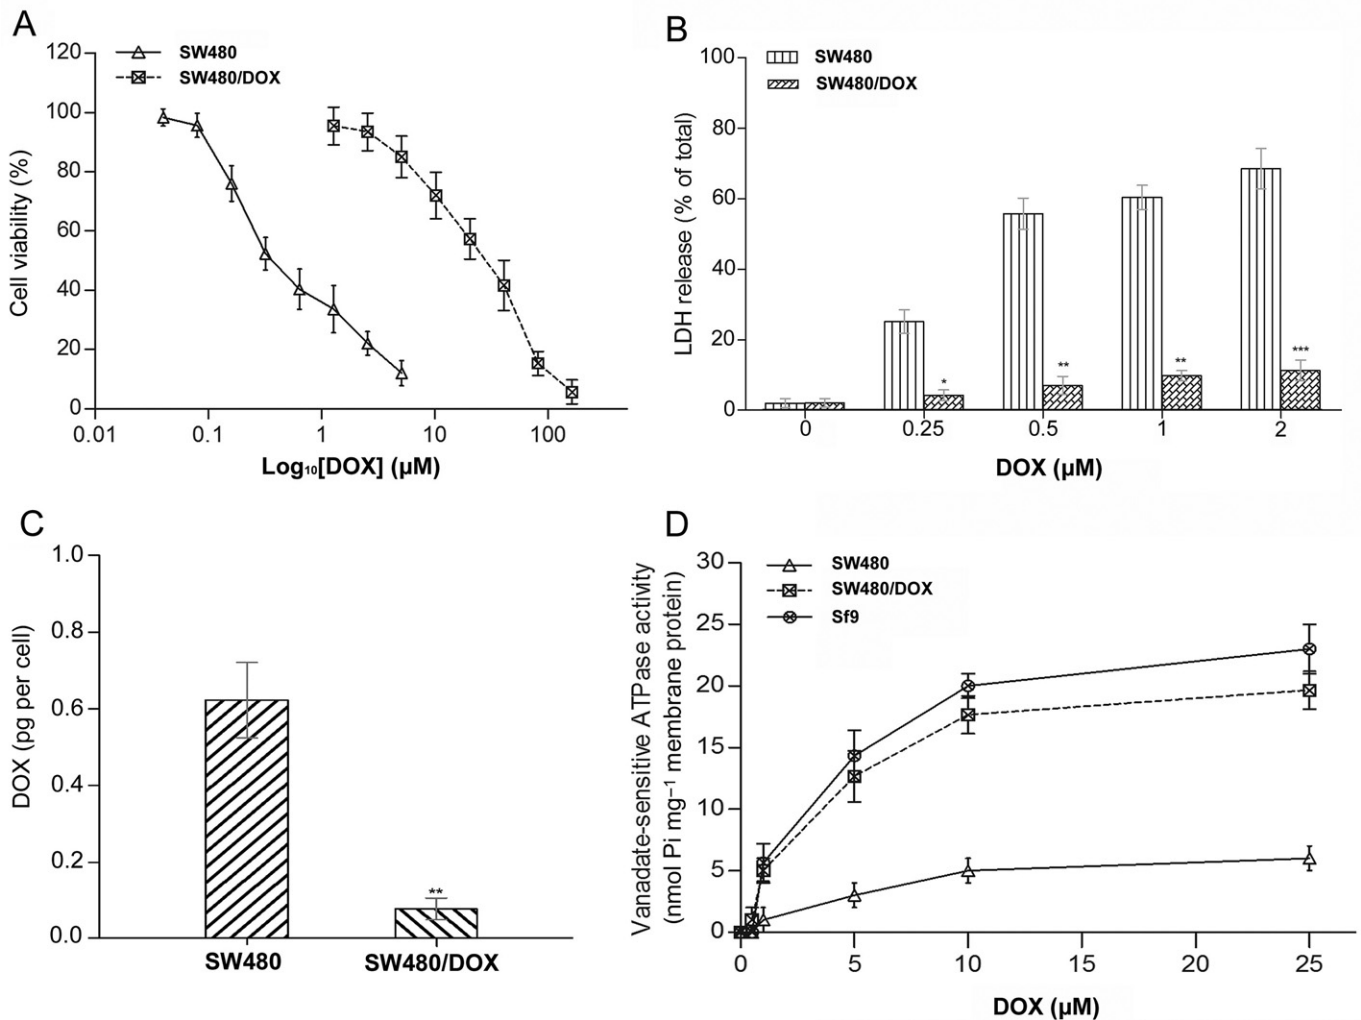 A
Cell viability (%)
120
100
80
60
40
20
0
SW480
SW480/DOX
0.01
0.1
1
10
100
Log₁₀[DOX] (µM)
B
LDH release (% of total)
100
80
60
40
20
0
SW480
SW480/DOX
*
**
**
***
0
0.25
0.5
1
2
DOX (µM)
C
DOX (pg per cell)
1.0
0.8
0.6
0.4
0.2
0.0
**
SW480
SW480/DOX
D
Vanadate-sensitive ATPase activity
(nmol Pi mg⁻¹ membrane protein)
30
25
20
15
10
5
0
SW480
SW480/DOX
Sf9
0
5
10
15
20
25
DOX (µM)